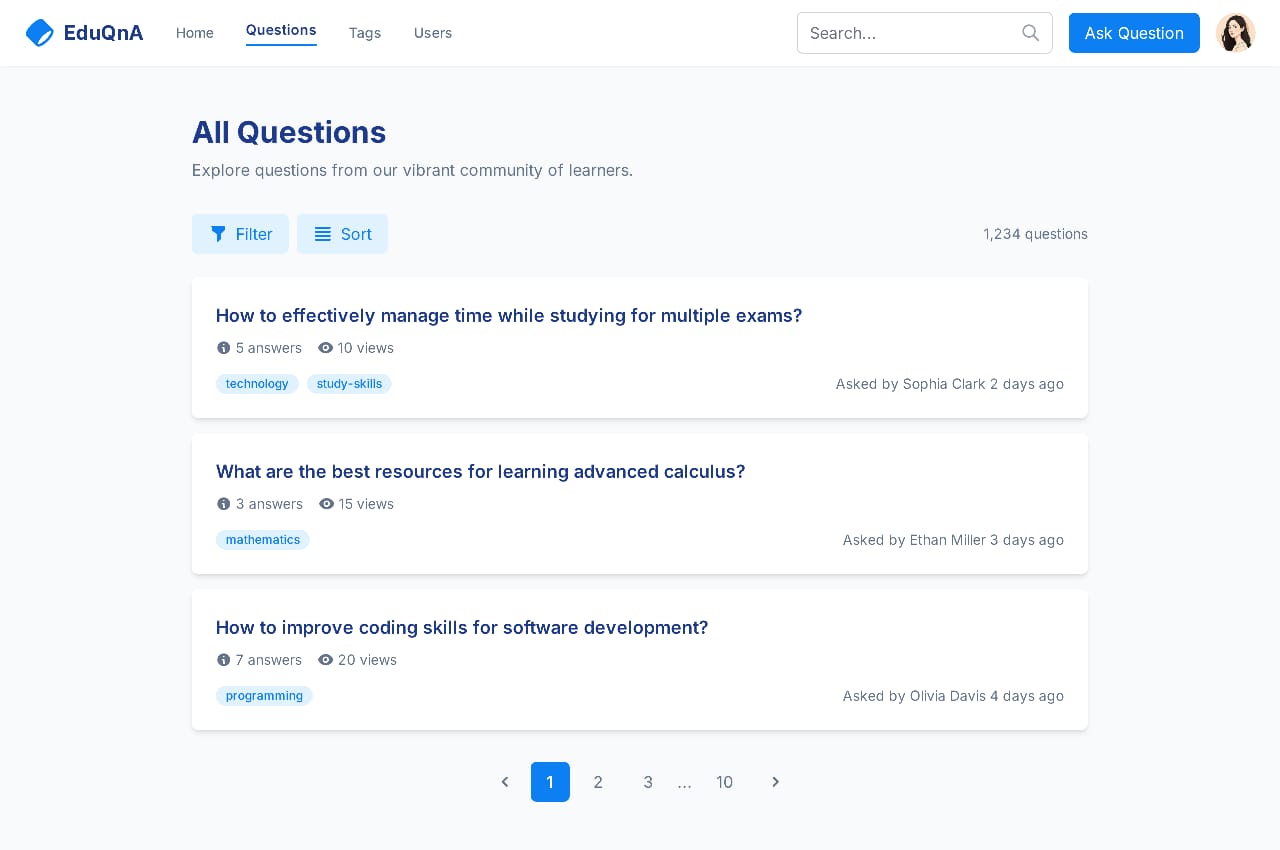 EduQnA Home Questions Tags Users Search... Ask Question
All Questions
Explore questions from our vibrant community of learners.
Filter Sort 1,234 questions
How to effectively manage time while studying for multiple exams?
5 answers 10 views
technology study-skills Asked by Sophia Clark 2 days ago
What are the best resources for learning advanced calculus?
3 answers 15 views
mathematics Asked by Ethan Miller 3 days ago
How to improve coding skills for software development?
7 answers 20 views
programming Asked by Olivia Davis 4 days ago
1 2 3 ... 10